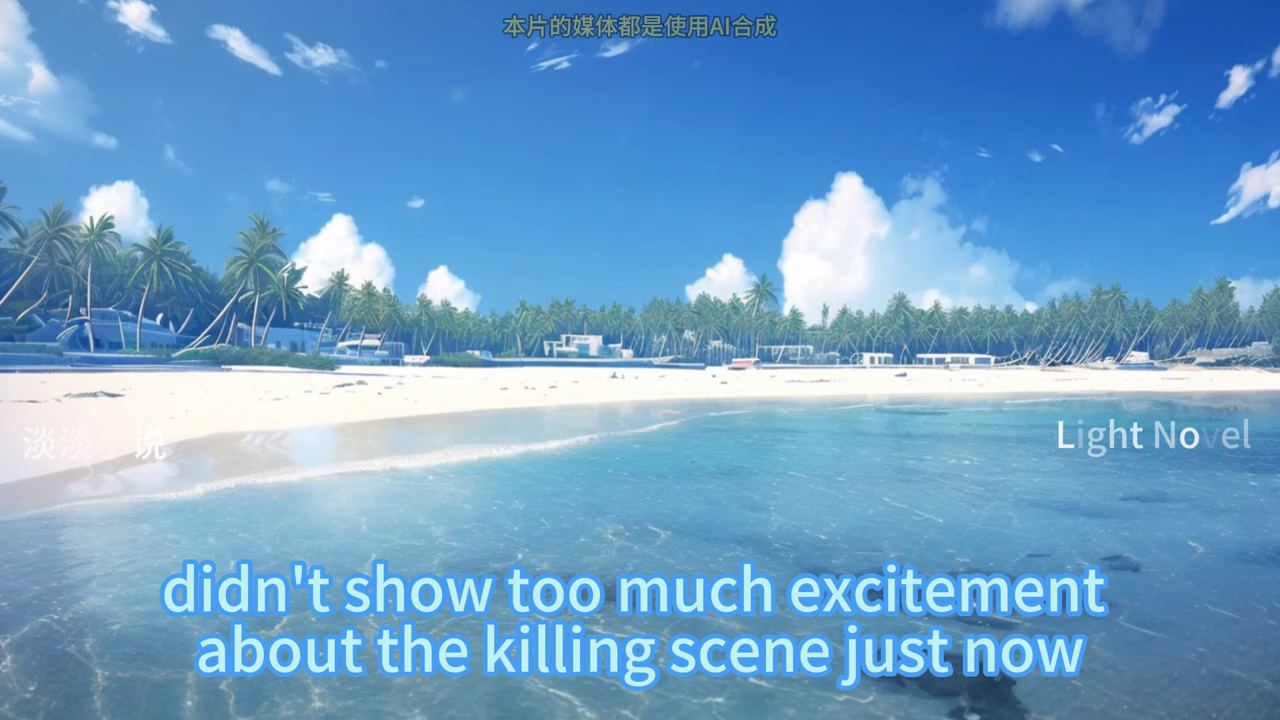 本片的媒体都是使用AI合成
淡淡小说
Light Novel
didn't show too much excitement
about the killing scene just now